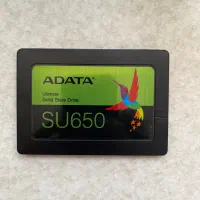 ADATA
Ultimate
Solid State Drive
SU650